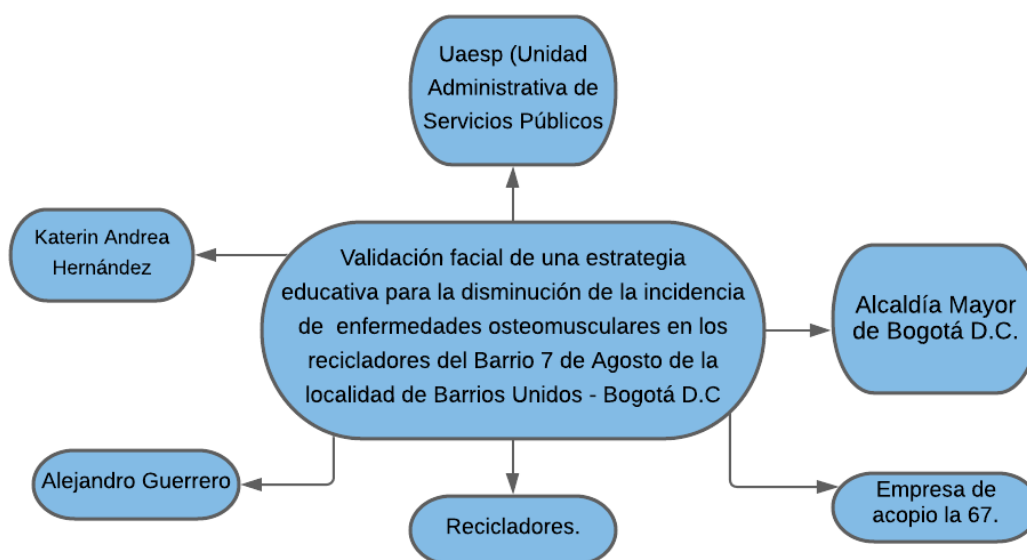 Uaesp (Unidad
Administrativa de
Servicios Públicos
Katerin Andrea
Hernández
Validación facial de una estrategia
educativa para la disminución de la incidencia
de enfermedades osteomusculares en los
recicladores del Barrio 7 de Agosto de la
localidad de Barrios Unidos - Bogotá D.C
Alcaldía Mayor
de Bogotá D.C.
Alejandro Guerrero
Recicladores.
Empresa de
acopio la 67.